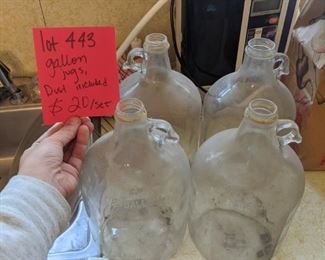 lot 443
gallon
jugs,
Dust included
$20/set